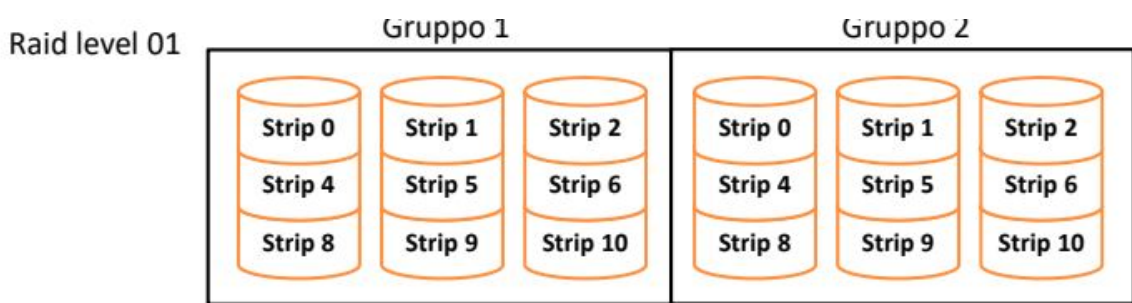 Gruppo 1 Gruppo 2
Raid level 01
Strip 0 Strip 1 Strip 2 Strip 0 Strip 1 Strip 2
Strip 4 Strip 5 Strip 6 Strip 4 Strip 5 Strip 6
Strip 8 Strip 9 Strip 10 Strip 8 Strip 9 Strip 10